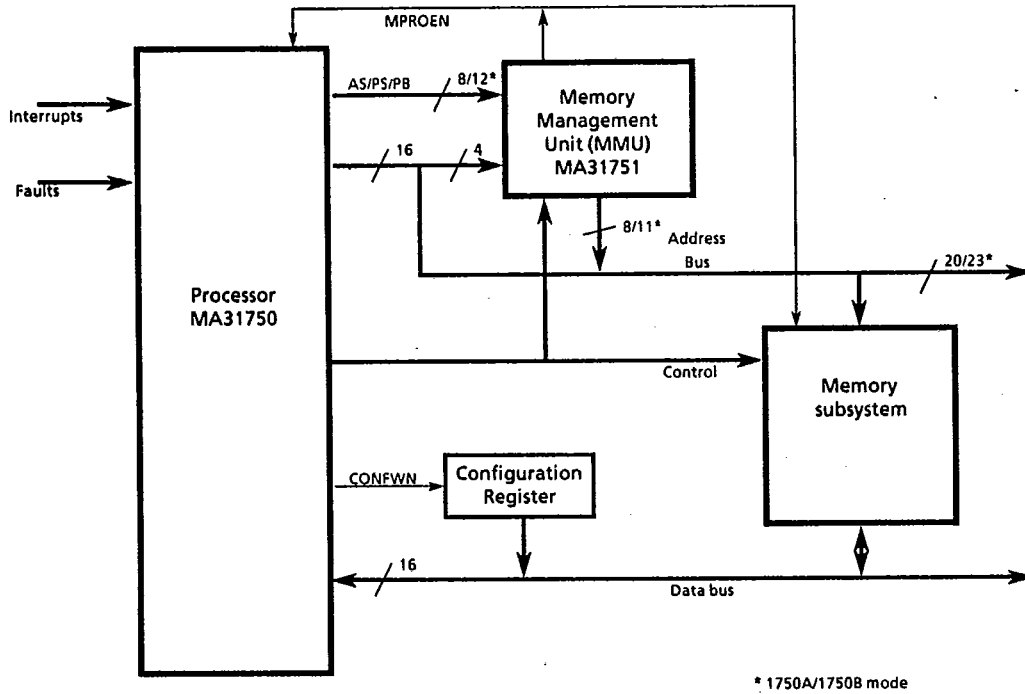 MPROEN
AS/PS/PB
8/12*
Memory
Management
Unit (MMU)
MA31751
Interrupts
16
4
Faults
8/11*
Address
Bus
20/23*
Processor
MA31750
Control
Memory
subsystem
CONFWN
Configuration
Register
16
Data bus
* 1750A/1750B mode